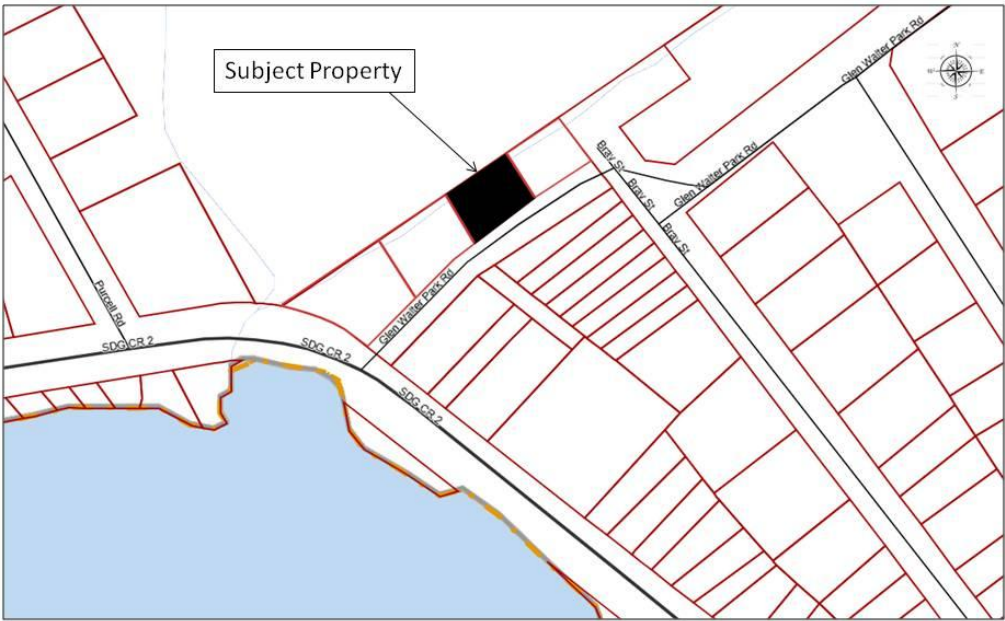 Glen Walter Park Rd
N
W
E
S
Subject Property
Bray St
Glen Walter Park Rd
Bray St
Bray St
Glen Walter Park Rd
Purcell Rd
SDG CR 2
SDG CR 2
SDG CR 2